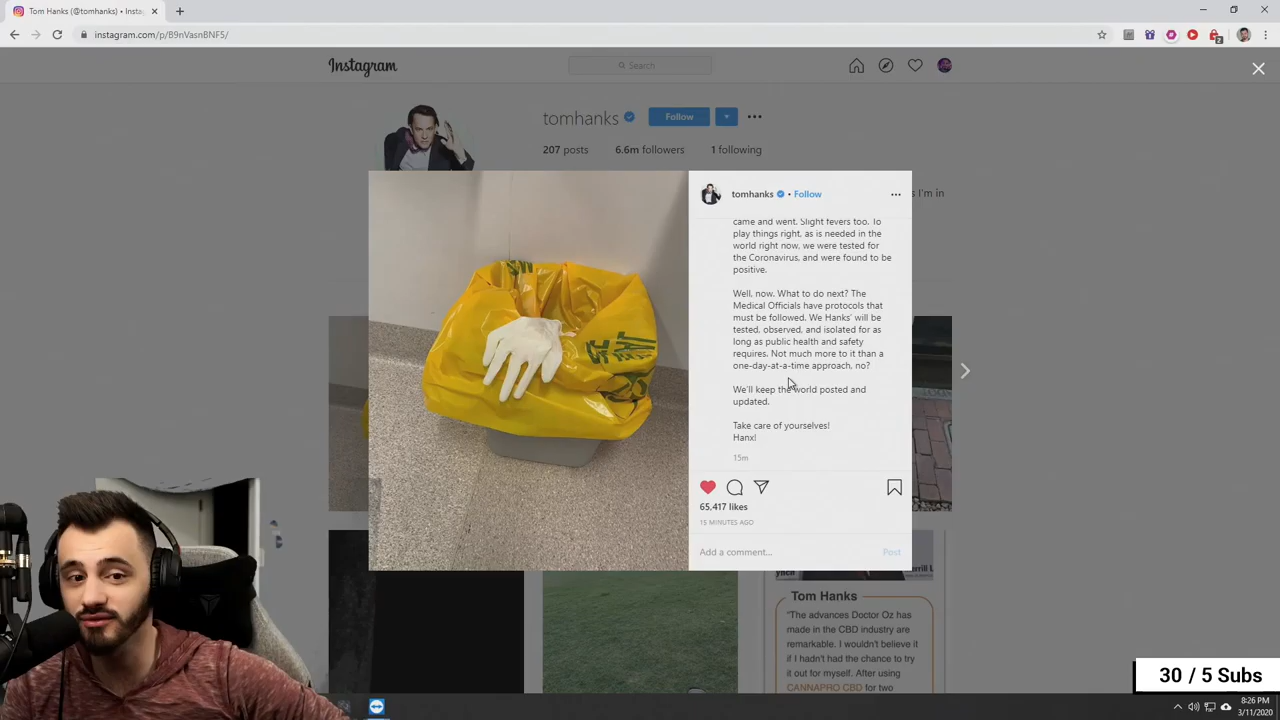 Tom Hanks (@tomhanks) • Insta
instagram.com/p/B9nVasnBNF5/
Instagram
Search
tomhanks
Follow
207 posts
6.6m followers
1 following
s I'm in
tomhanks • Follow
came and went. Slight fevers too. To
play things right, as is needed in the
world right now, we were tested for
the Coronavirus, and were found to be
positive.
Well, now. What to do next? The
Medical Officials have protocols that
must be followed. We Hanks' will be
tested, observed, and isolated for as
long as public health and safety
requires. Not much more to it than a
one-day-at-a-time approach, no?
We'll keep the world posted and
updated.
Take care of yourselves!
Hanx!
15m
65,417 likes
15 MINUTES AGO
Add a comment...
Post
Tom Hanks
"The advances Doctor Oz has
made in the CBD industry are
remarkable. I wouldn't believe it
if I hadn't had the chance to try
it out for myself. After using
CANNAPRO CBD for two
30 / 5 Subs
8:26 PM
3/11/2020